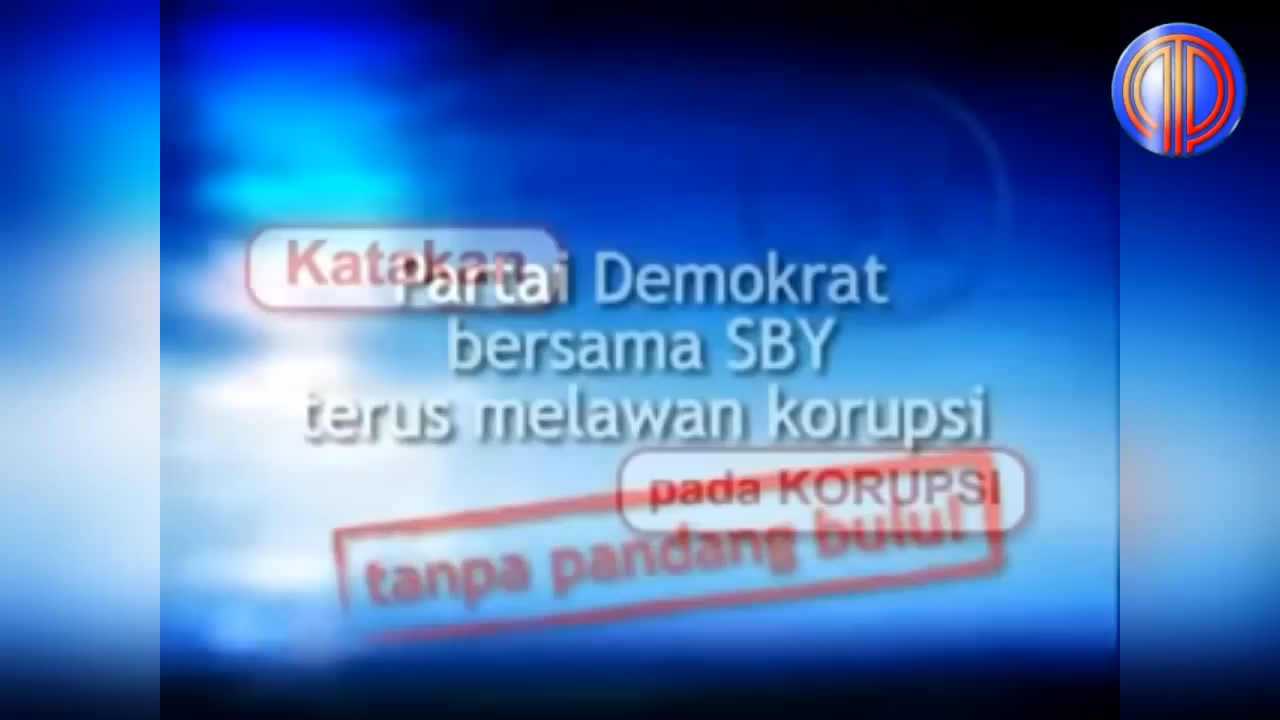 Katakan
Partai Demokrat
bersama SBY
terus melawan korupsi
pada KORUPSI
tanpa pandang bulu!